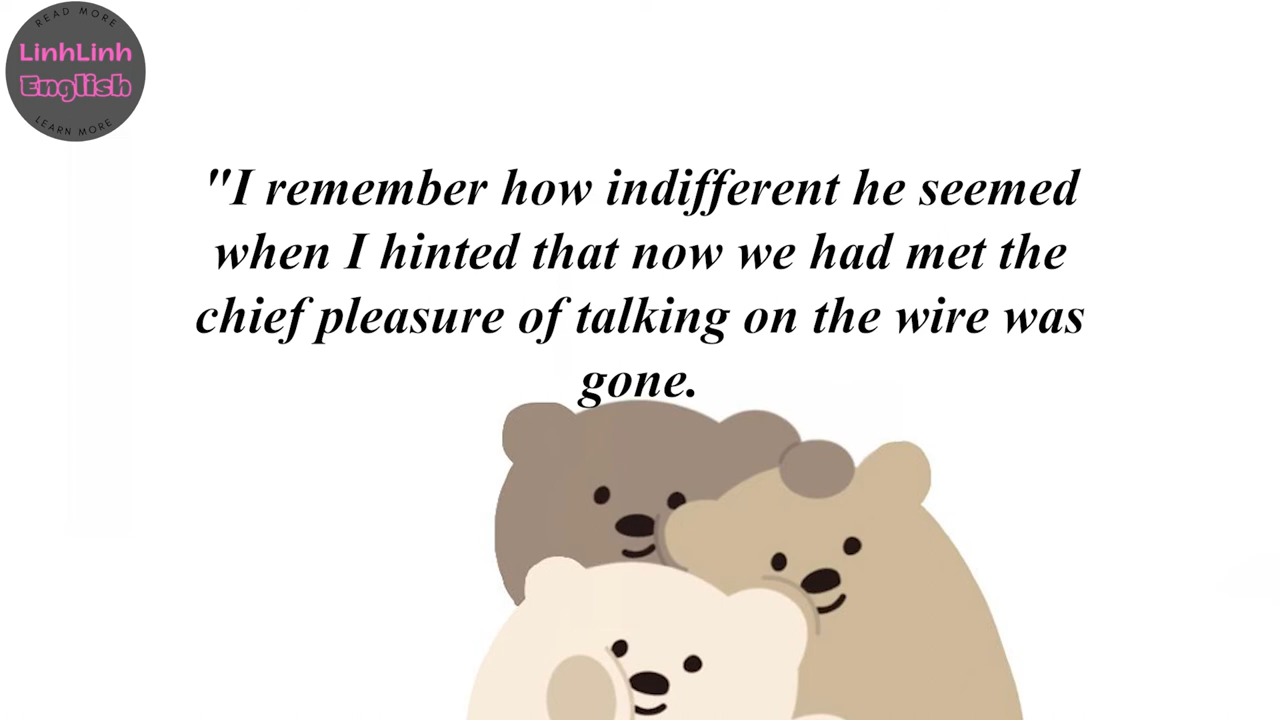 READ MORE
LinhLinh
English
LEARN MORE
"I remember how indifferent he seemed
when I hinted that now we had met the
chief pleasure of talking on the wire was
gone.